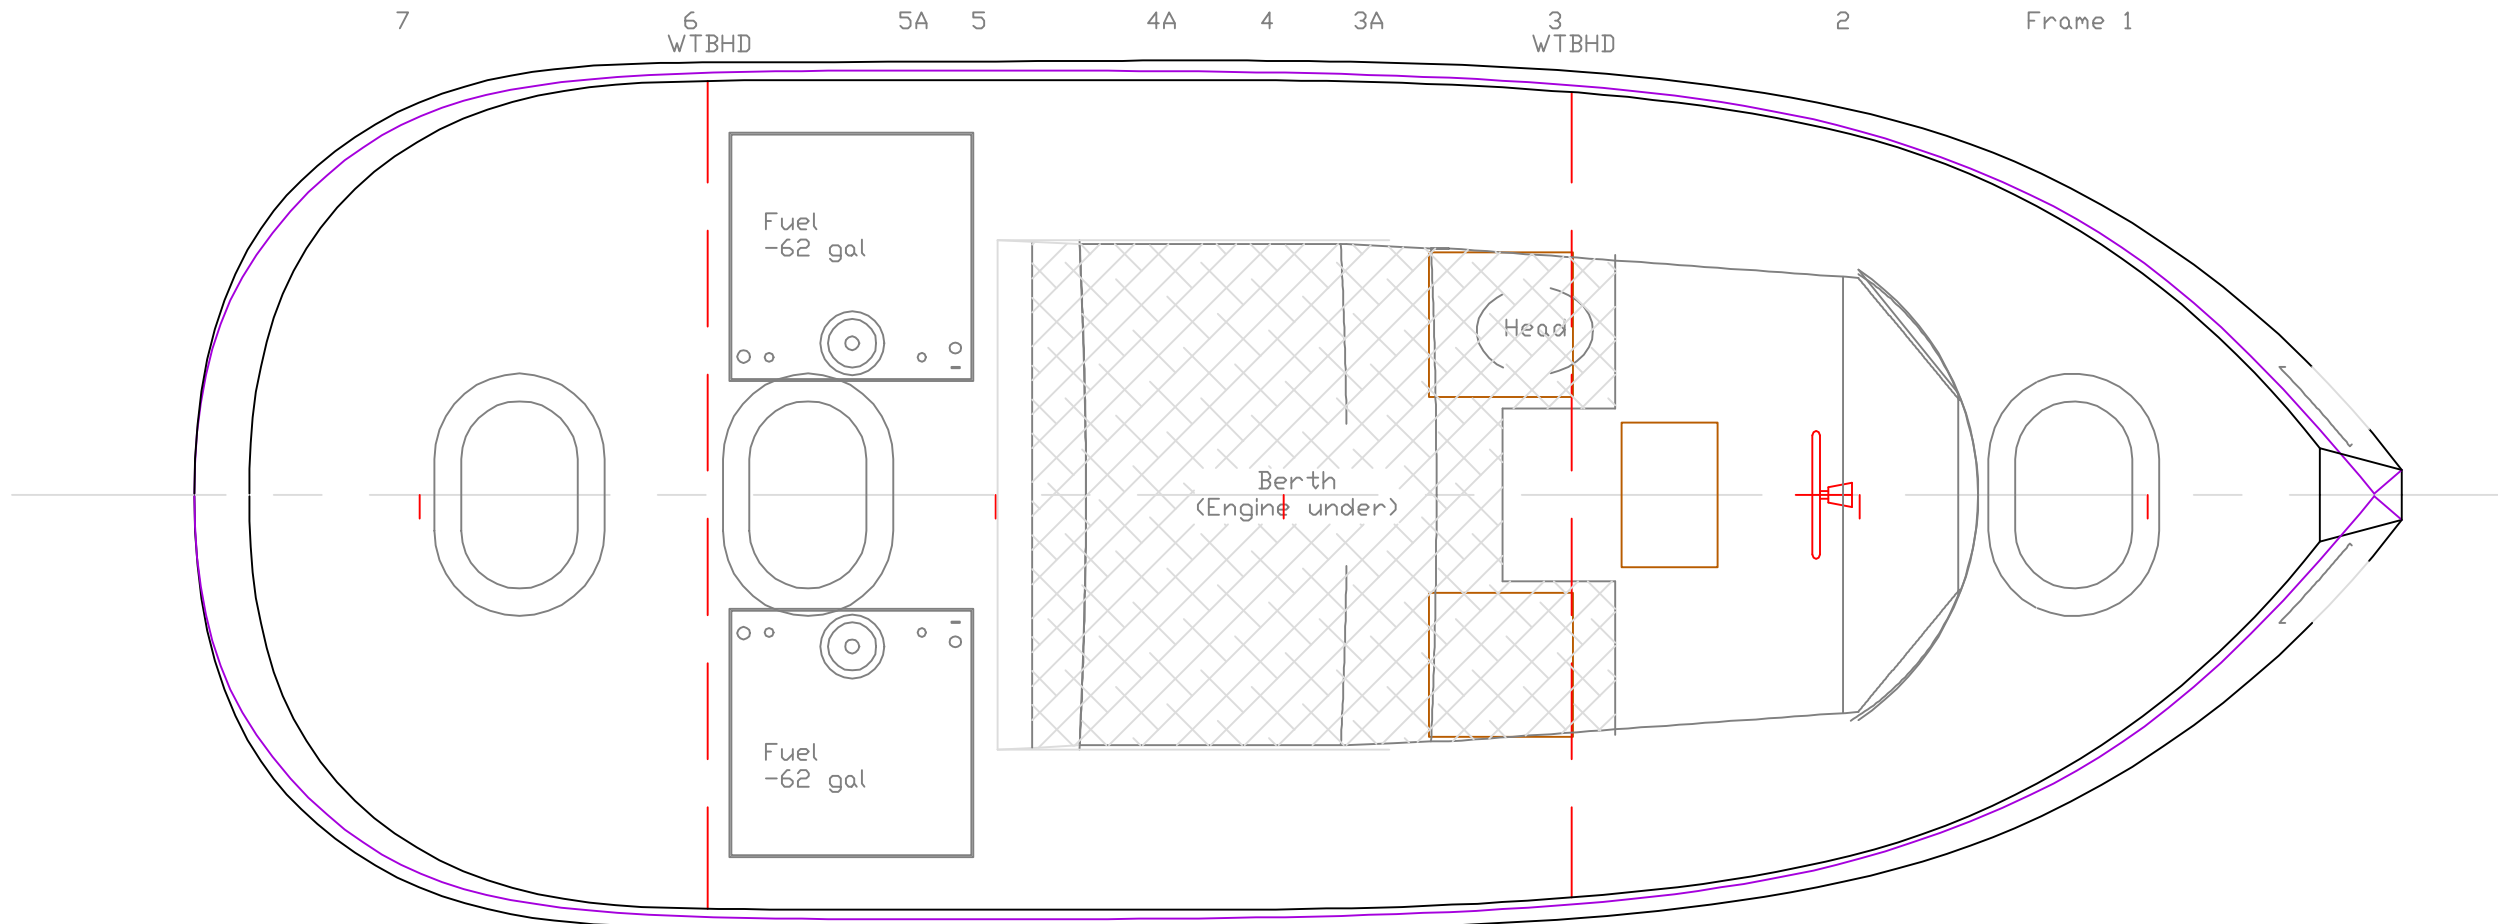 7 6 5A 5 4A 4 3A 3 2 Frame 1
WTBHD WTBHD
Fuel
-62 gal
Head
Berth
(Engine under)
Fuel
-62 gal